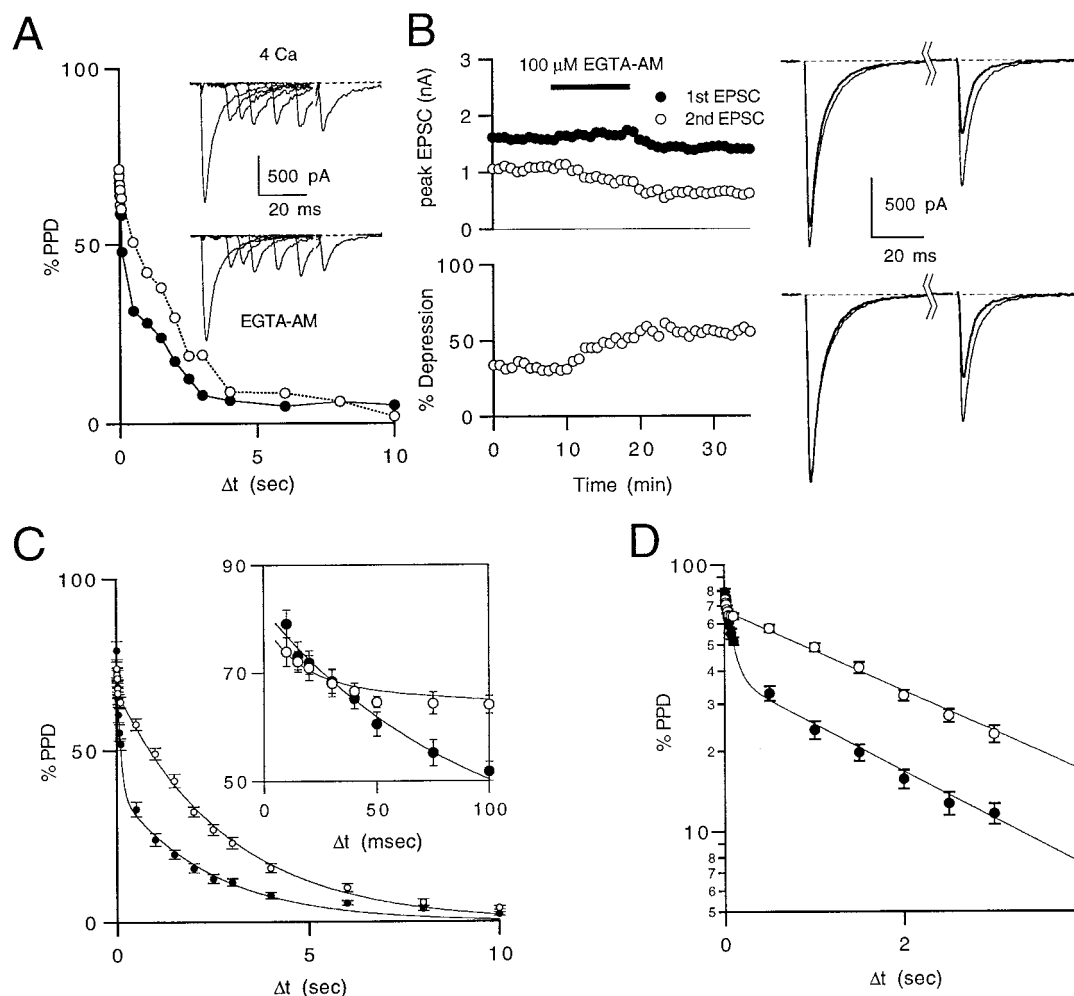 A
4 Ca
100
50
0
% PPD
500 pA
20 ms
EGTA-AM
0
5
10
Δt (sec)
B
100 µM EGTA-AM
1st EPSC
2nd EPSC
3
2
1
0
peak EPSC (nA)
100
50
0
% Depression
0
10
20
30
Time (min)
500 pA
20 ms
C
100
50
0
% PPD
0
5
10
Δt (sec)
90
70
50
% PPD
0
50
100
Δt (msec)
D
100
8
7
6
5
4
3
2
10
9
8
7
6
5
% PPD
0
2
Δt (sec)